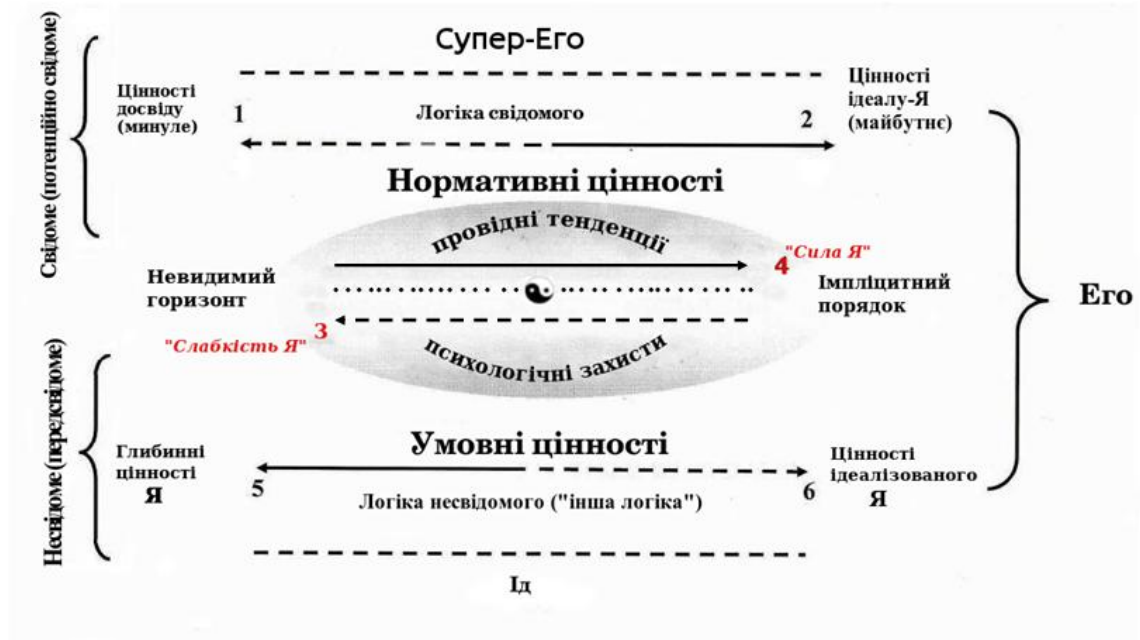 Супер-Его
Свідоме (потенційно свідоме)
Цінності
досвіду
(минуле)
1
Логіка свідомого
2
Цінності
ідеалу-Я
(майбутнє)
Нормативні цінності
провідні тенденції
"Сила Я"
4
Невидимий
горизонт
Імпліцитний
порядок
Его
3
"Слабкість Я"
психологічні захисти
Несвідоме (передсвідоме)
Умовні цінності
Глибинні
цінності
Я
5
Логіка несвідомого ("інша логіка")
6
Цінності
ідеалізованого
Я
Ід